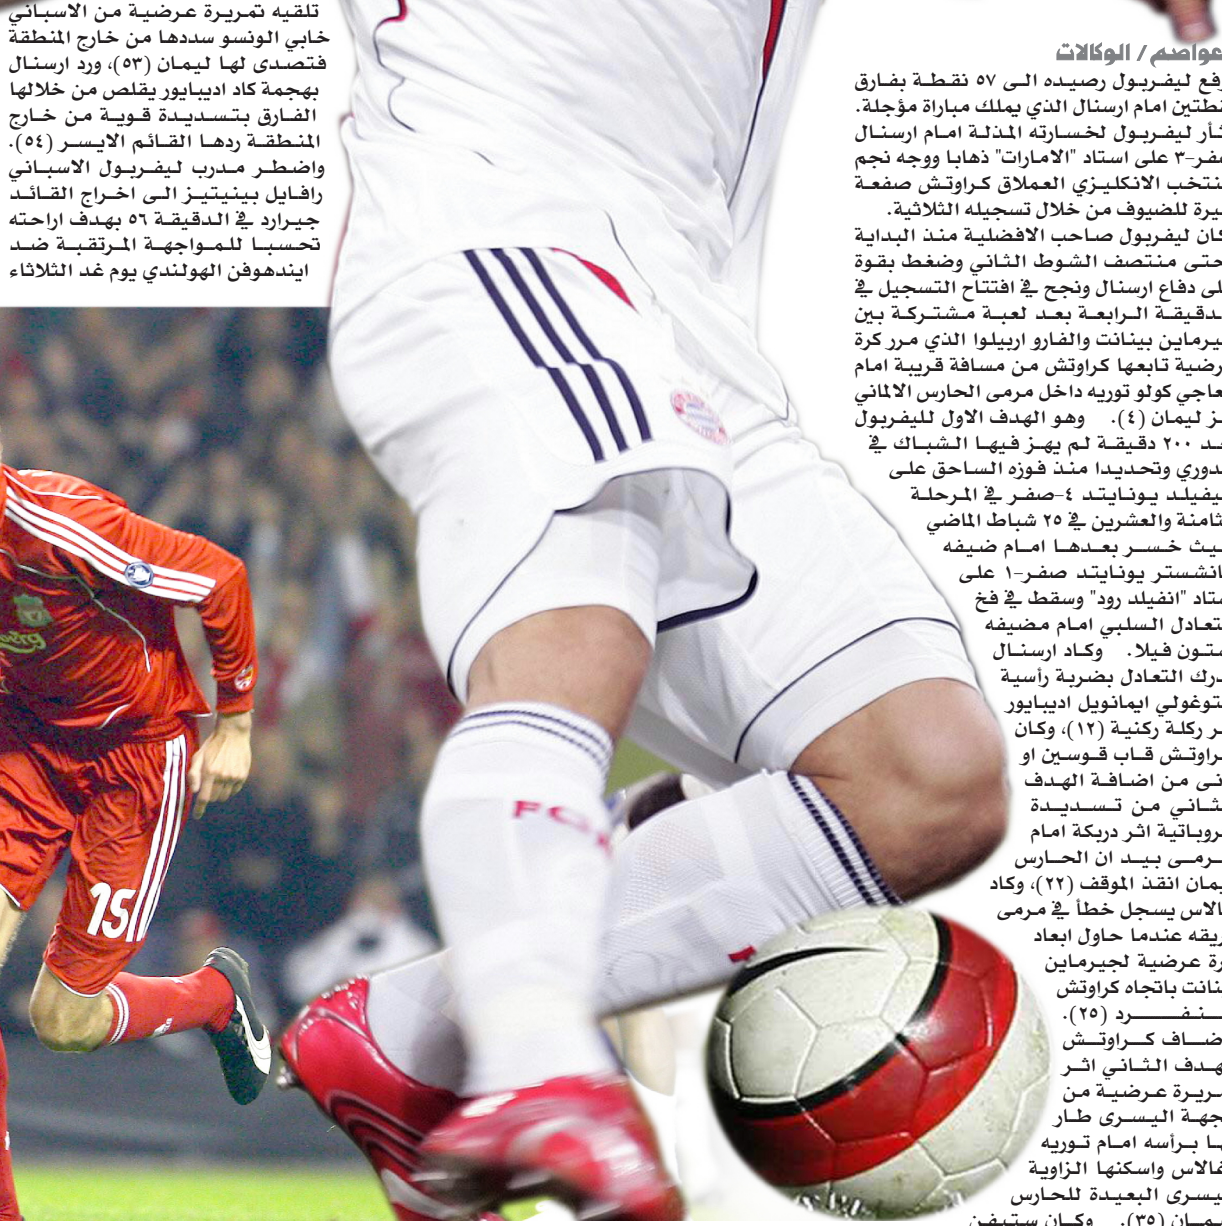 عواصم / الوكالات
رفع ليفربول رصيده الى ٥٧ نقطة بفارق
نقطتين امام ارسنال الذي يملك مباراة مؤجلة.
ثأر ليفربول لخسارته المذلة امام ارسنال
صفر-٣ على استاد "الامارات" ذهابا ووجه نجم
المنتخب الانكليزي العملاق كراوتش صفعة
للضيوف من خلال تسجيله الثلاثية.
كان ليفربول صاحب الافضلية منذ البداية
حتى منتصف الشوط الثاني وضغط بقوة
على دفاع ارسنال ونجح في افتتاح التسجيل في
الدقيقة الرابعة بعد لعبة مشتركة بين
جيرماين بينانت والفارو اربيلوا الذي مرر كرة
عرضية تابعها كراوتش من مسافة قريبة امام
العاجي كولو توريه داخل مرمى الحارس الالماني
ينز ليمان (٤). وهو الهدف الاول لليفربول
بعد ٢٠٠ دقيقة لم يهز فيها الشباك في
الدوري وتحديدا منذ فوزه الساحق على
شيفيلد يونايتد ٤-صفر في المرحلة
الثامنة والعشرين في ٢٥ شباط الماضي
حيث خسر بعدها امام ضيفه
مانشستر يونايتد صفر-١ على
ستاد "انفيلد رود" وسقط في فخ
التعادل السلبي امام مضيفه
استون فيلا. وكاد ارسنال
يدرك التعادل بضربة رأسية
للتوغولي ايمانويل اديبايور
اثر ركلة ركنية (١٢)، وكان
كراوتش قاب قوسين او
ادنى من اضافة الهدف
الثاني من تسديدة
اكروباتية اثر دربكة امام
المرمى بيد ان الحارس
ليمان انقذ الموقف (٢٢)، وكاد
غالاس يسجل خطأ في مرمى
فريقه عندما حاول ابعاد
كرة عرضية لجيرماين
بينانت باتجاه كراوتش
المنفرد (٢٥).
اضاف كراوتش
الهدف الثاني اثر
تمريرة عرضية من
الجهة اليسرى طار
لها برأسه امام توريه
وغالاس واسكنها الزاوية
اليسرى البعيدة للحارس
ليمان (٣٥). وكان ستيفن
تلقيه تمريرة عرضية من الاسباني
خابي الونسو سددها من خارج المنطقة
فتصدى لها ليمان (٥٣)، ورد ارسنال
بهجمة كاد اديبايور يقلص من خلالها
الفارق بتسديدة قوية من خارج
المنطقة ردها القائم الايسر (٥٤).
واضطر مدرب ليفربول الاسباني
رافايل بينيتيز الى اخراج القائد
جيرارد في الدقيقة ٥٦ بهدف اراحته
تحسبا للمواجهة المرتقبة ضد
ايندهوفن الهولندي يوم غد الثلاثاء
15